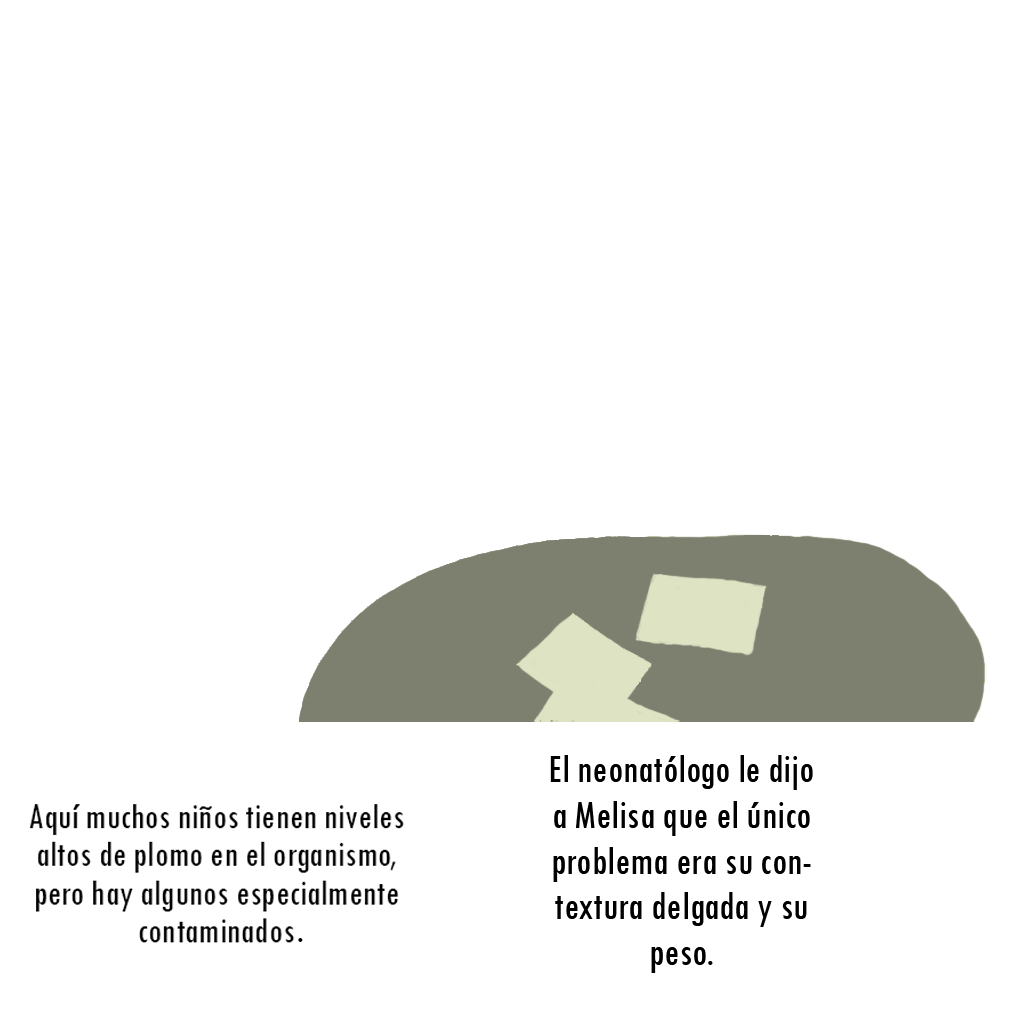 Aquí muchos niños tienen niveles
altos de plomo en el organismo,
pero hay algunos especialmente
contaminados.
El neonatólogo le dijo
a Melisa que el único
problema era su con-
textura delgada y su
peso.